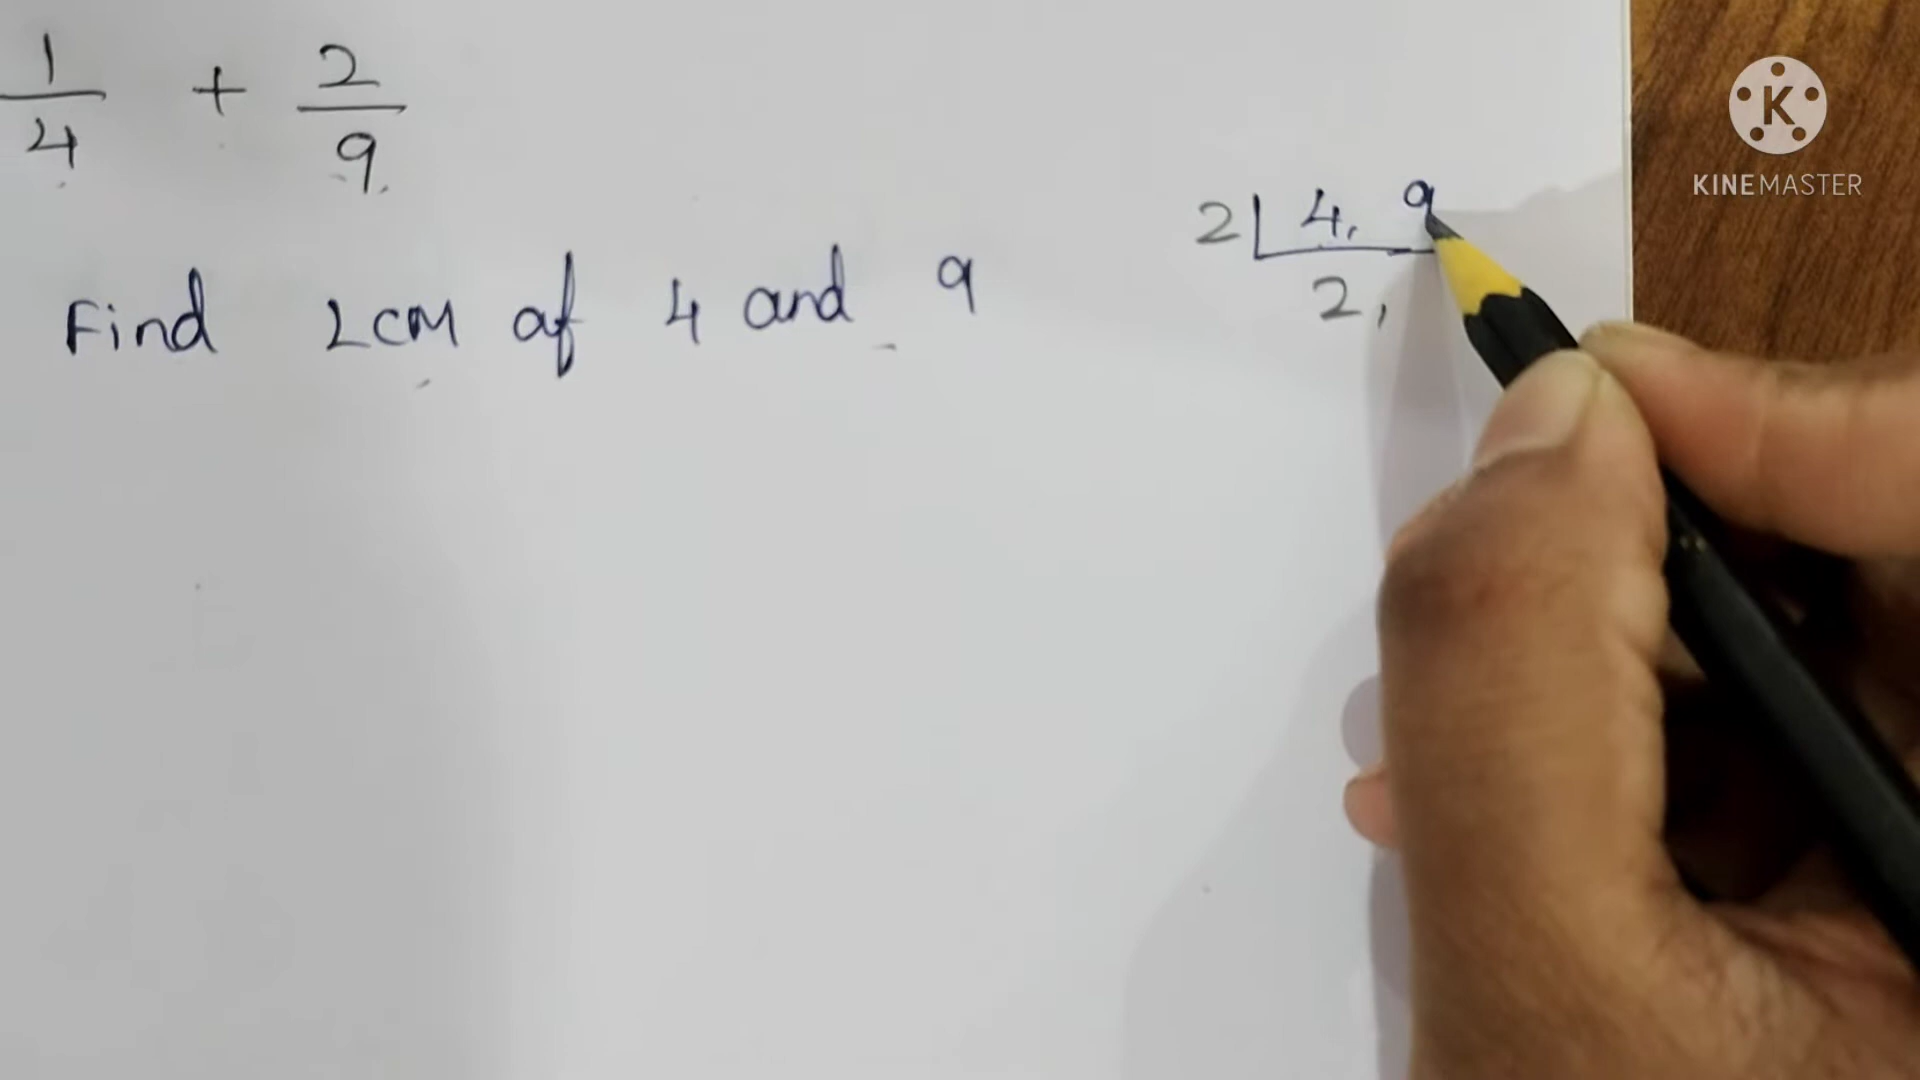 1/4 + 2/9
Find LCM of 4 and 9
2 | 4, 9
2,
KINEMASTER